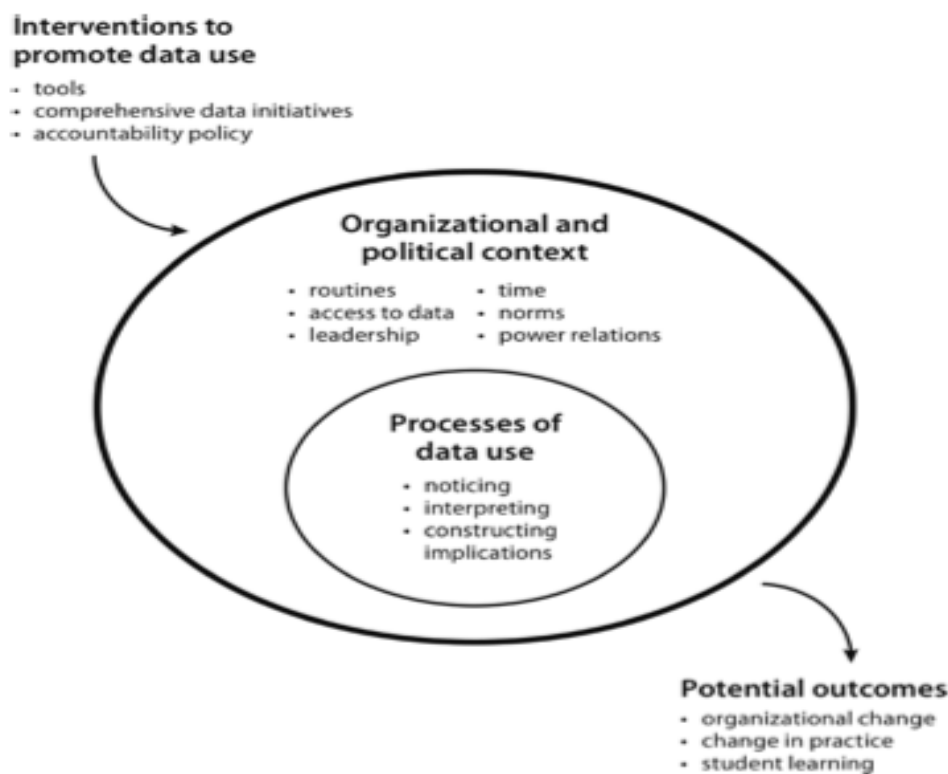 Interventions to
promote data use
• tools
• comprehensive data initiatives
• accountability policy
Organizational and
political context
• routines
• access to data
• leadership
• time
• norms
• power relations
Processes of
data use
• noticing
• interpreting
• constructing
implications
Potential outcomes
• organizational change
• change in practice
• student learning